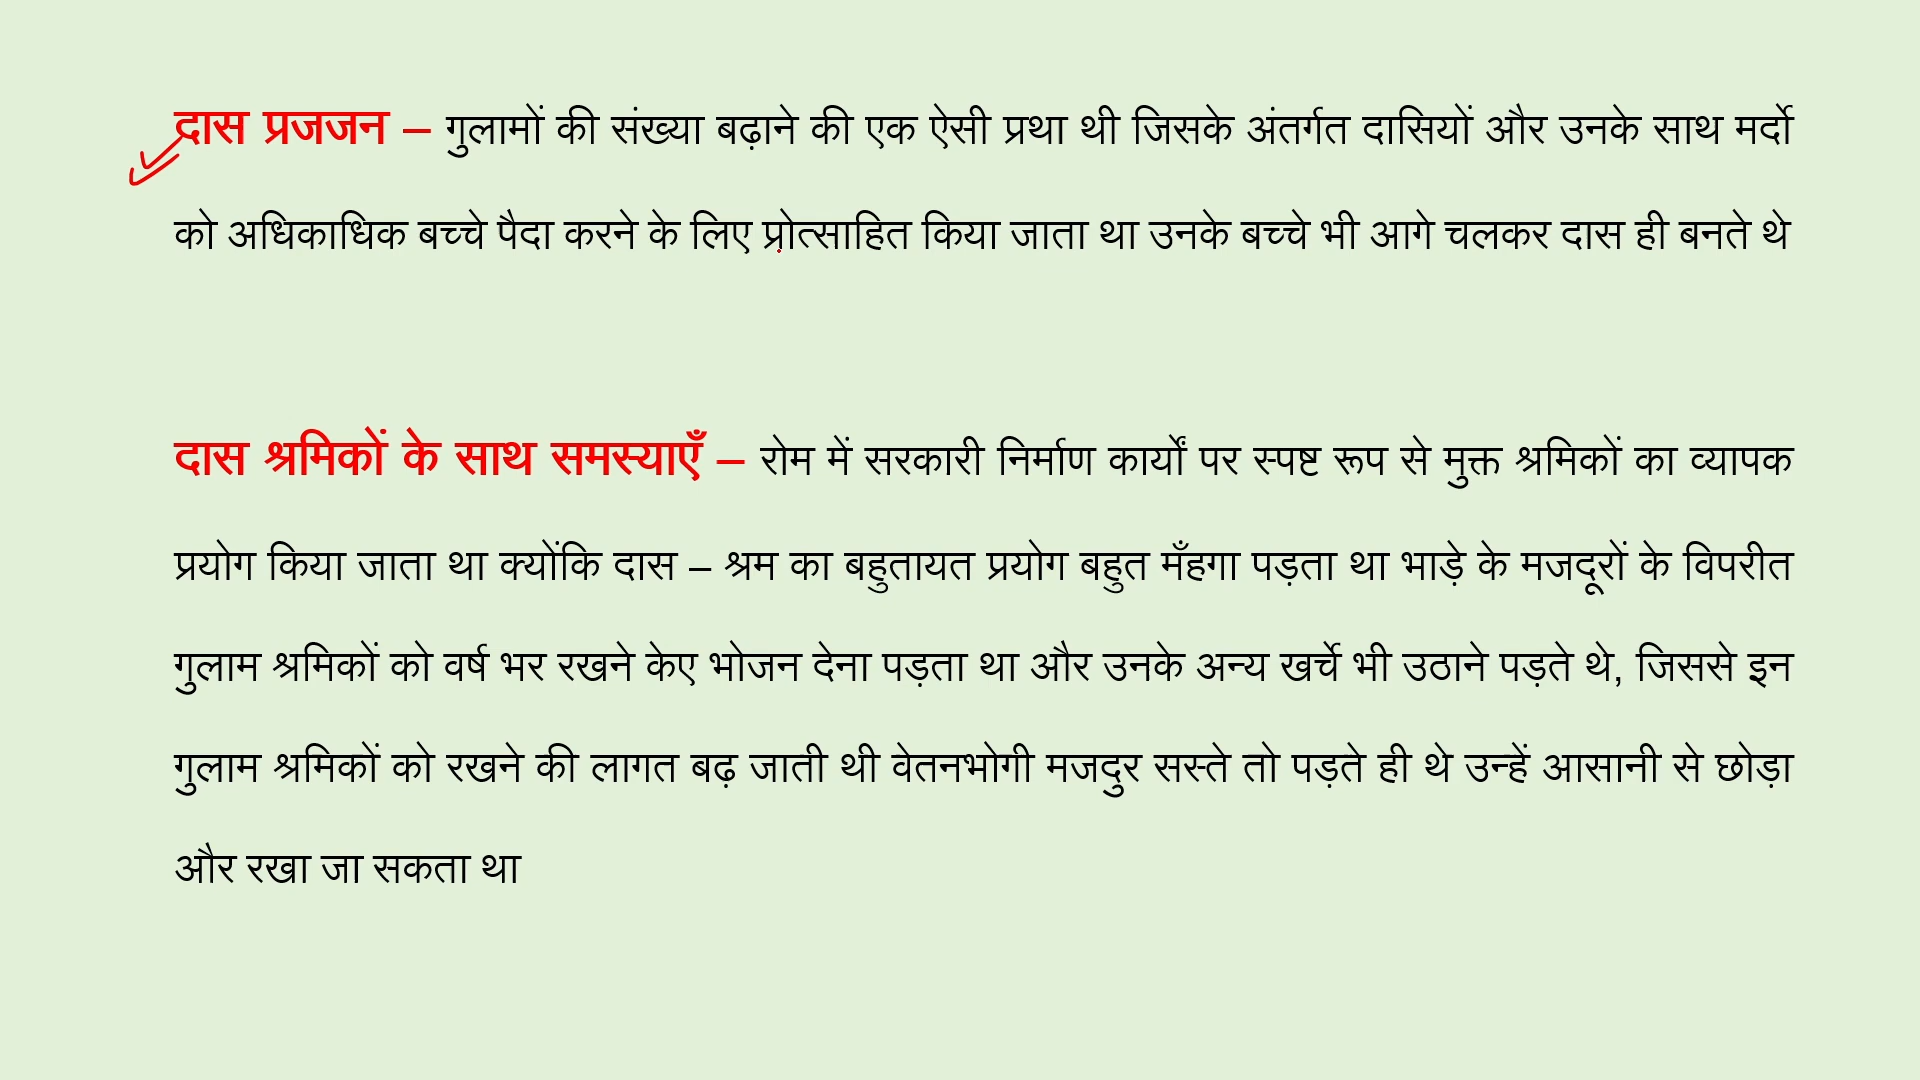 दास प्रजजन – गुलामों की संख्या बढ़ाने की एक ऐसी प्रथा थी जिसके अंतर्गत दासियों और उनके साथ मर्दो
को अधिकाधिक बच्चे पैदा करने के लिए प्रोत्साहित किया जाता था उनके बच्चे भी आगे चलकर दास ही बनते थे
दास श्रमिकों के साथ समस्याएँ – रोम में सरकारी निर्माण कार्यों पर स्पष्ट रूप से मुक्त श्रमिकों का व्यापक
प्रयोग किया जाता था क्योंकि दास – श्रम का बहुतायत प्रयोग बहुत मँहगा पड़ता था भाड़े के मजदूरों के विपरीत
गुलाम श्रमिकों को वर्ष भर रखने केए भोजन देना पड़ता था और उनके अन्य खर्चे भी उठाने पड़ते थे, जिससे इन
गुलाम श्रमिकों को रखने की लागत बढ़ जाती थी वेतनभोगी मजदुर सस्ते तो पड़ते ही थे उन्हें आसानी से छोड़ा
और रखा जा सकता था